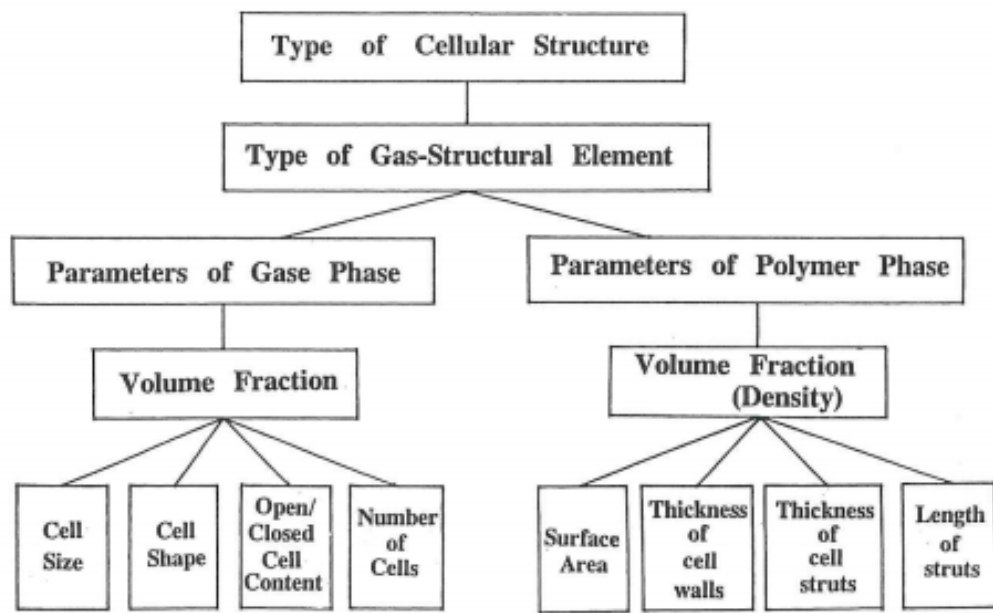 Type of Cellular Structure
Type of Gas-Structural Element
Parameters of Gase Phase
Parameters of Polymer Phase
Volume Fraction
Volume Fraction
(Density)
Cell
Size
Cell
Shape
Open/
Closed
Cell
Content
Number
of
Cells
Surface
Area
Thickness
of
cell
walls
Thickness
of
cell
struts
Length
of
struts